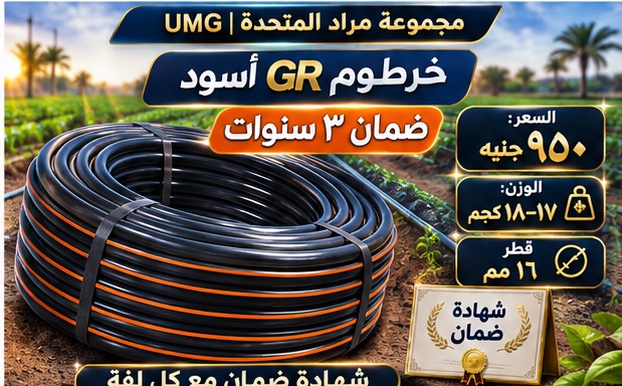 مجموعة مراد المتحدة | UMG
خرطوم GR أسود
ضمان ٣ سنوات
السعر:
٩٥٠ جنيه
الوزن:
١٧-١٨ كجم
قطر
١٦ مم
شهادة
ضمان
شهادة ضمان مع كل لفة